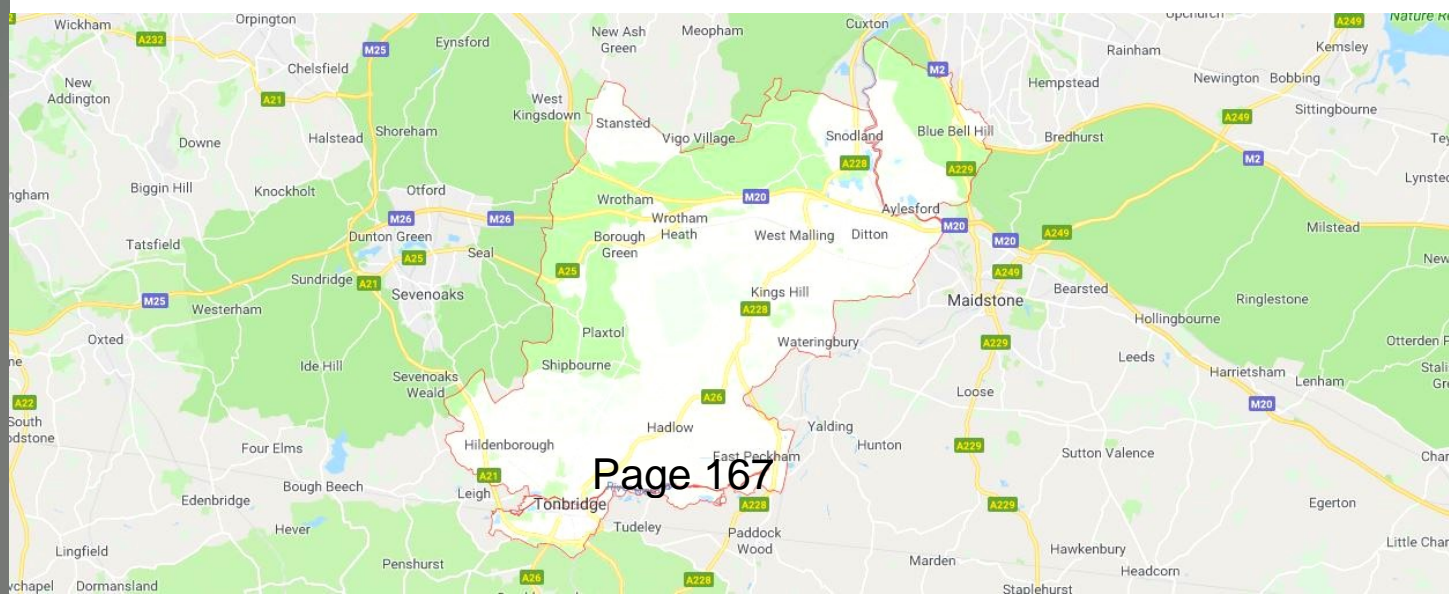 Wickham
Orpington
Cuxton
A249
A232
New Ash
Green
Meopham
Eynsford
M25
Rainham
Kemsley
Chelsfield
M2
New
Addington
A21
West
Kingsdown
Hempstead
Newington
Bobbing
Stansted
Sittingbourne
A249
Halstead
Shoreham
Vigo Village
Snodland
Blue Bell Hill
Bredhurst
Downe
A228
A229
M2
Biggin Hill
Knockholt
Otford
Wrotham
M20
M26
M26
Wrotham
Heath
Aylesford
M20
Milstead
Tatsfield
Dunton Green
Borough
Green
West Malling
Ditton
M20
A249
A25
Seal
A25
A249
Sundridge
A21
Sevenoaks
Kings Hill
Bearsted
Ringlestone
M25
Westerham
A228
Maidstone
Hollingbourne
Oxted
Plaxtol
Wateringbury
A229
Ide Hill
Shipbourne
Leeds
Harrietsham
Lenham
Sevenoaks
Weald
A26
Loose
M20
A22
Hadlow
Yalding
Four Elms
Hildenborough
Hunton
A229
Sutton Valence
East Peckham
Page 167
A21
Bough Beech
Leigh
Edenbridge
Tonbridge
A228
A229
Egerton
Hever
Tudeley
Paddock
Wood
Lingfield
Penshurst
Marden
Hawkenbury
Headcorn
A26
A228
Dormansland
Staplehurst